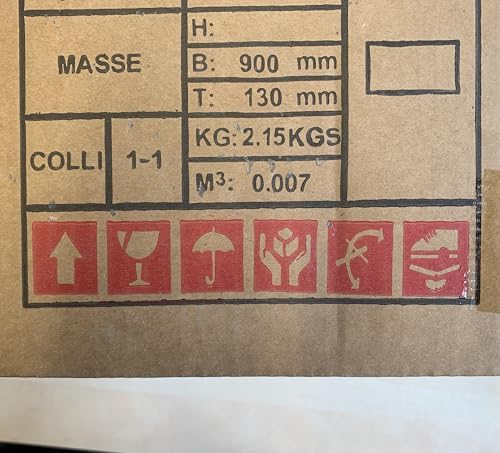 H:
MASSE
B: 900 mm
T: 130 mm
KG: 2.15KGS
COLLI 1-1
M³: 0.007